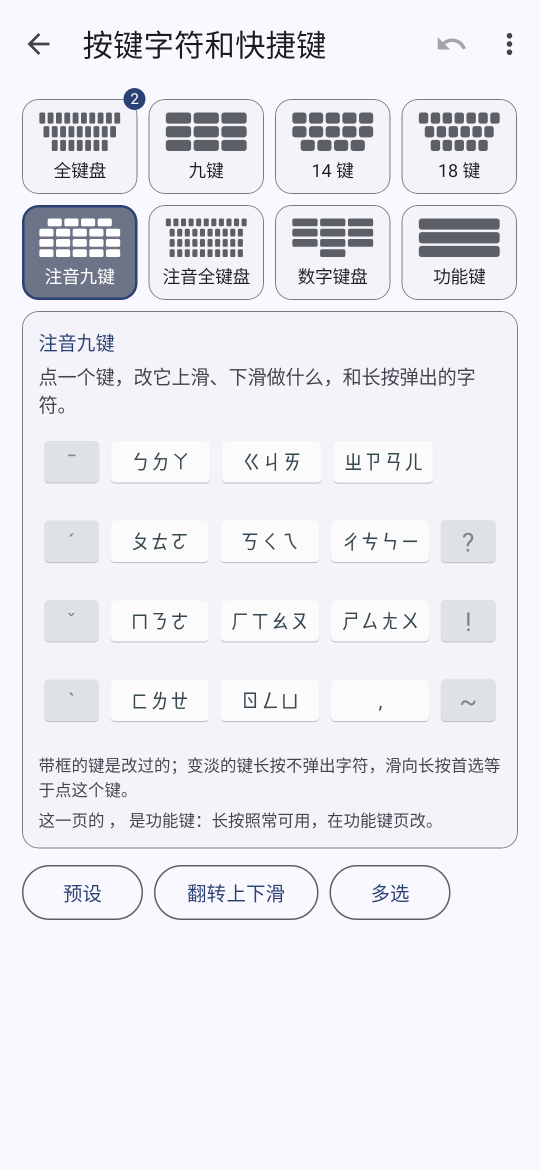 按键字符和快捷键
2
全键盘
九键
14 键
18 键
注音九键
注音全键盘
数字键盘
功能键
注音九键
点一个键，改它上滑、下滑做什么，和长按弹出的字
符。
ˉ ㄅㄉㄚ ㄍㄐㄞ ㄓㄗㄢㄦ
ˊ ㄆㄊㄛ ㄎㄑㄟ ㄔㄘㄣㄧ ?
ˇ ㄇㄋㄜ ㄏㄒㄠㄡ ㄕㄙㄤㄨ !
ˋ ㄈㄌㄝ ㄖㄥㄩ , ~
带框的键是改过的；变淡的键长按不弹出字符，滑向长按首选等
于点这个键。
这一页的 ， 是功能键：长按照常可用，在功能键页改。
预设
翻转上下滑
多选